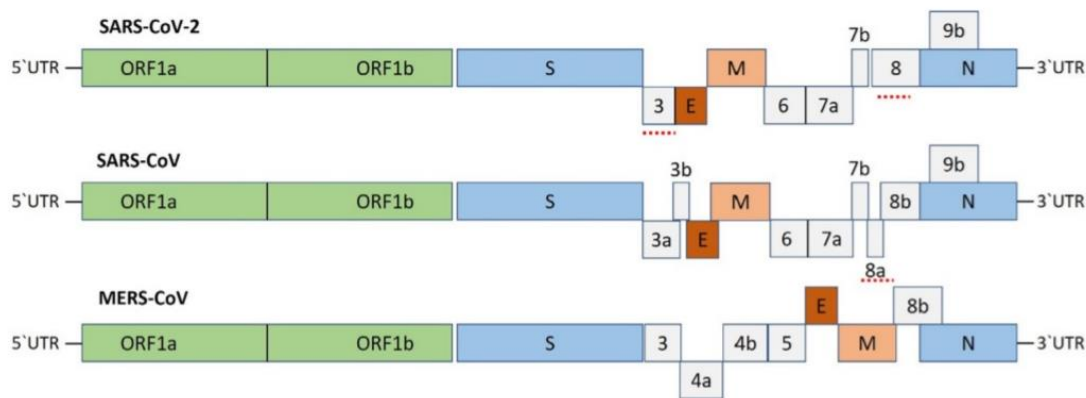 SARS-CoV-2
7b
9b
5`UTR ORF1a ORF1b S M 8 N 3`UTR
3 E 6 7a
SARS-CoV
3b
7b
9b
5`UTR ORF1a ORF1b S M 8b N 3`UTR
3a E 6 7a
8a
MERS-CoV
E 8b
5`UTR ORF1a ORF1b S 3 4b 5 M N 3`UTR
4a